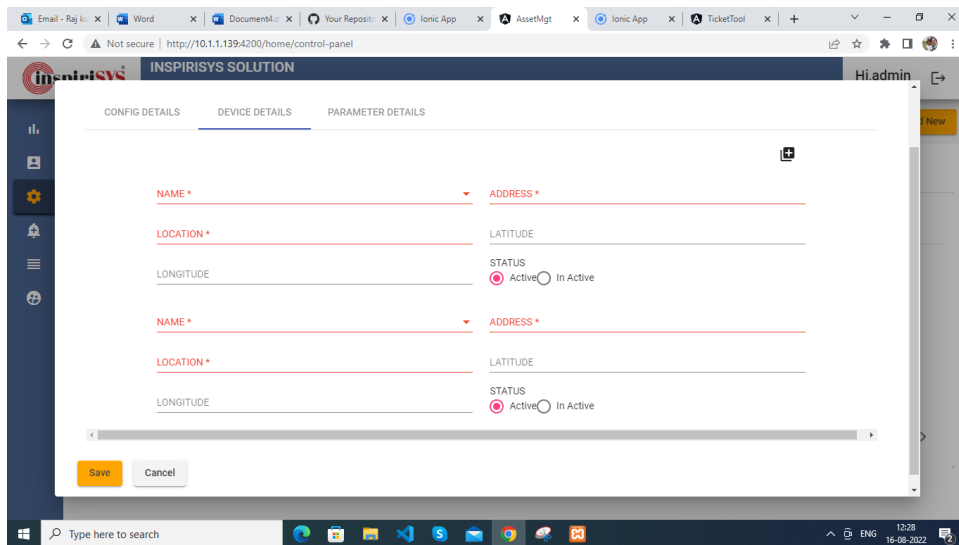 Email - Raj ku
Word
Document4.d
Your Reposito
Ionic App
AssetMgt
Ionic App
TicketTool
Not secure | http://10.1.1.139:4200/home/control-panel
inspiriSYS
INSPIRISYS SOLUTION
Hi,admin
CONFIG DETAILS DEVICE DETAILS PARAMETER DETAILS
New
NAME * ADDRESS *
LOCATION * LATITUDE
LONGITUDE STATUS
Active In Active
NAME * ADDRESS *
LOCATION * LATITUDE
LONGITUDE STATUS
Active In Active
Save Cancel
Type here to search
ENG
12:28
16-08-2022
2